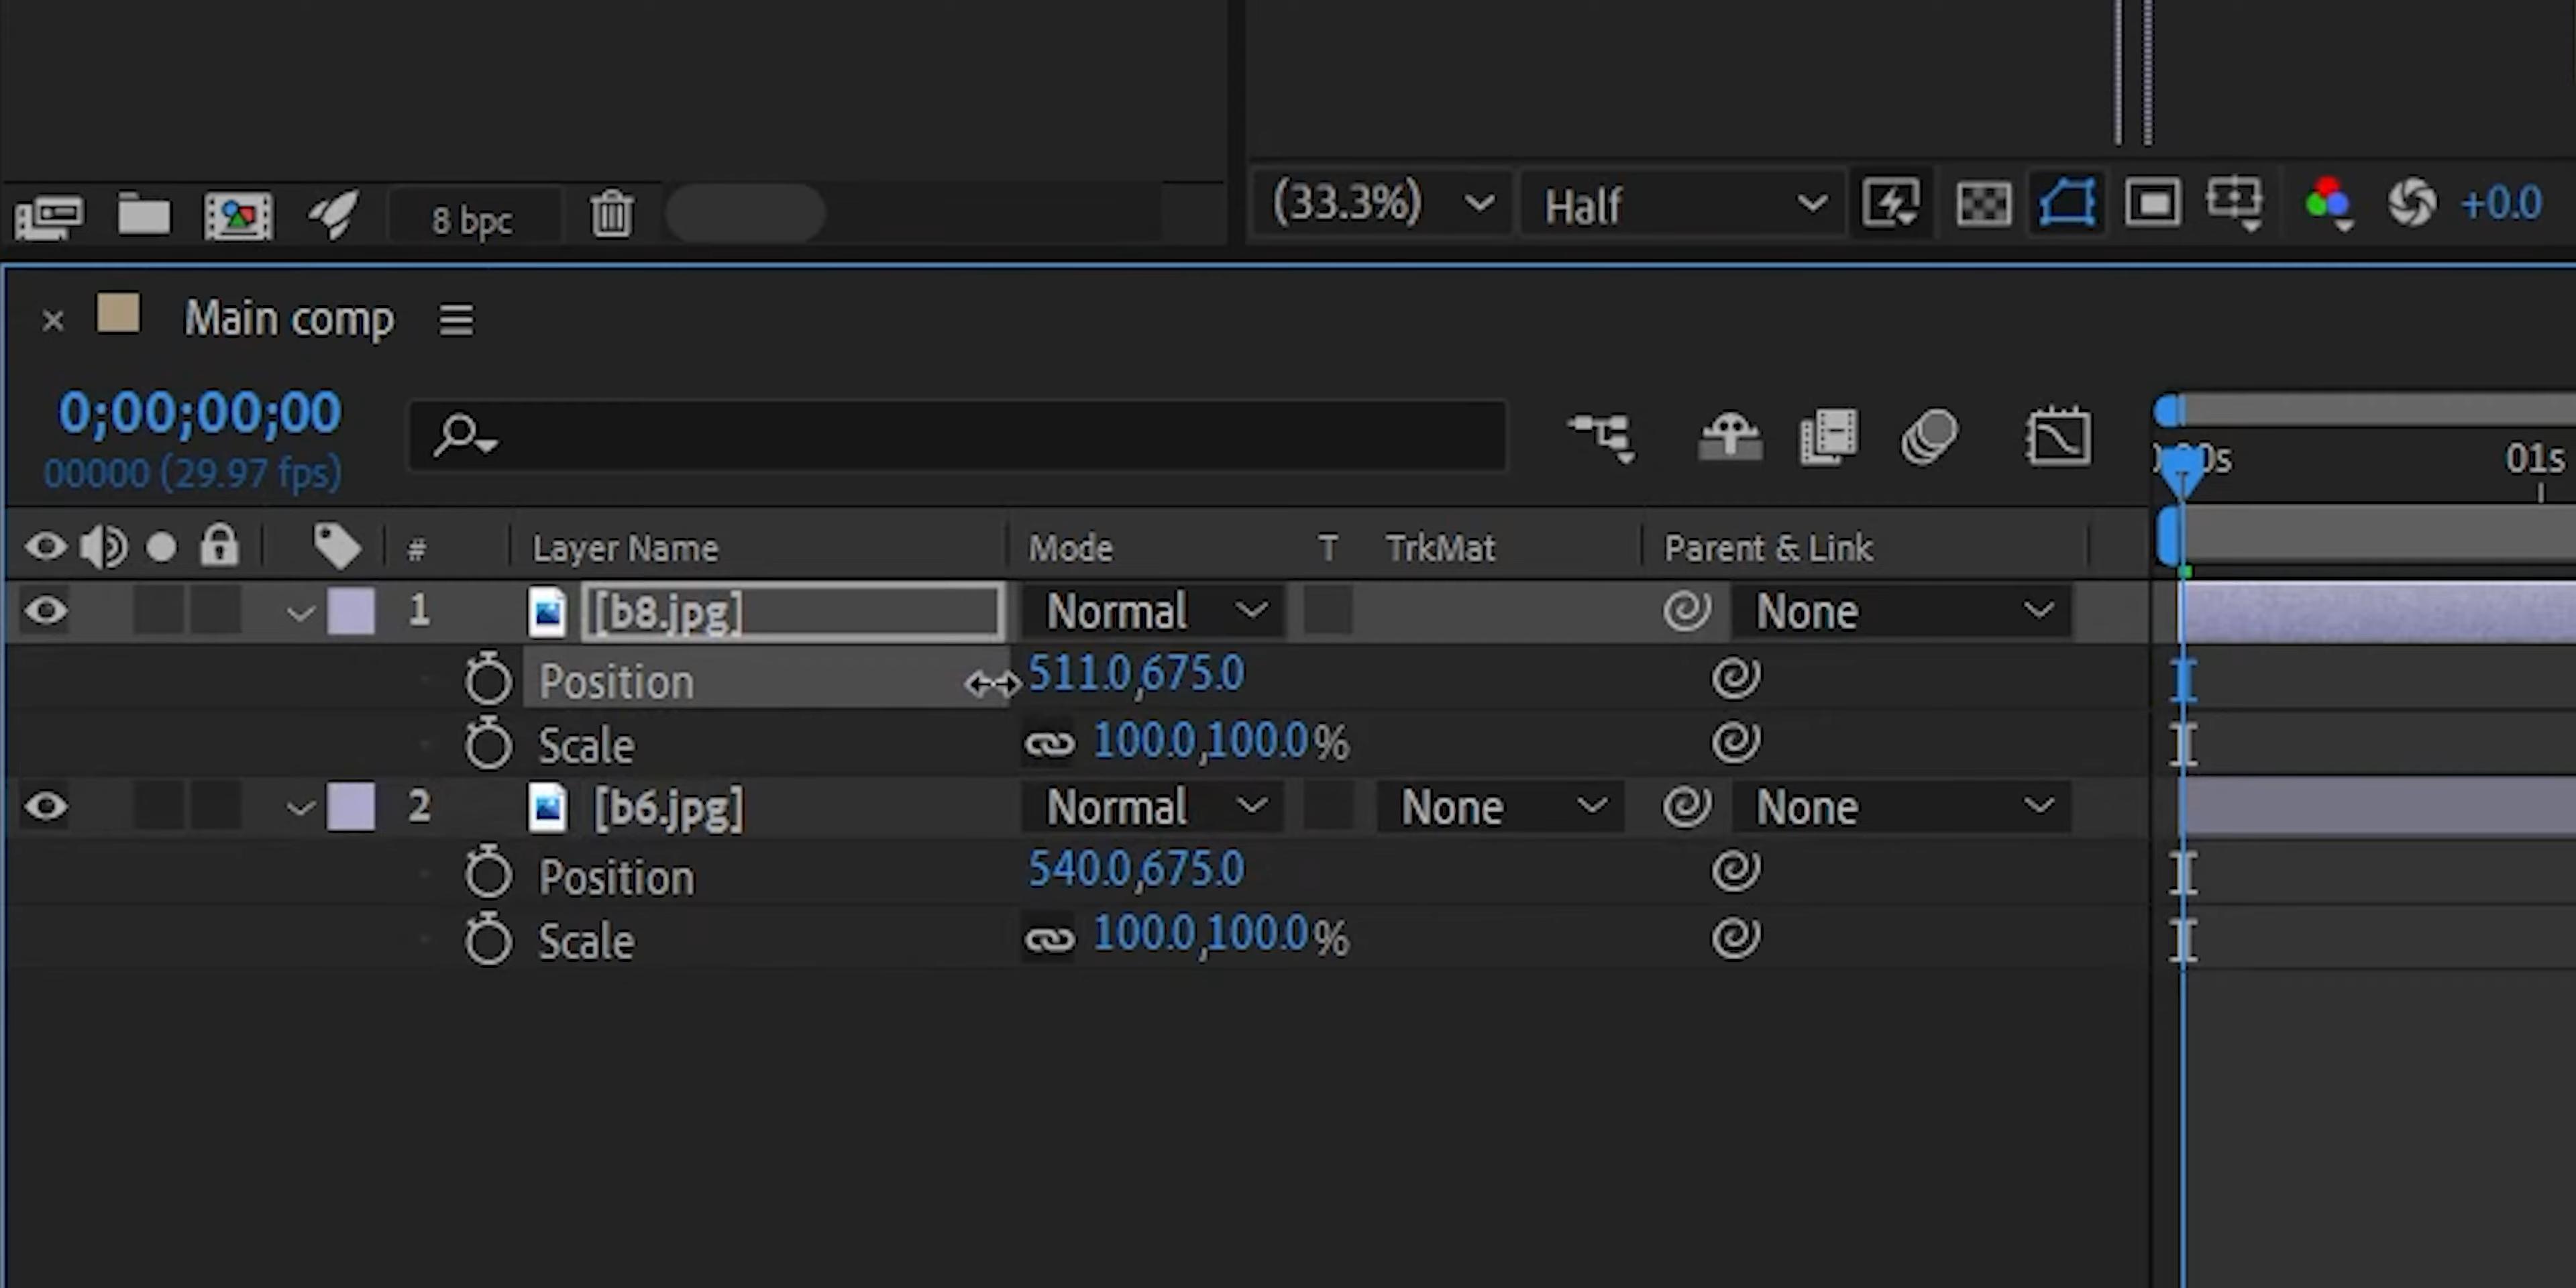 8 bpc
(33.3%) Half +0.0
Main comp
0;00;00;00
00000 (29.97 fps)
01s
# Layer Name Mode T TrkMat Parent & Link
1 [b8.jpg] Normal None
Position 511.0,675.0
Scale 100.0,100.0%
2 [b6.jpg] Normal None None
Position 540.0,675.0
Scale 100.0,100.0%